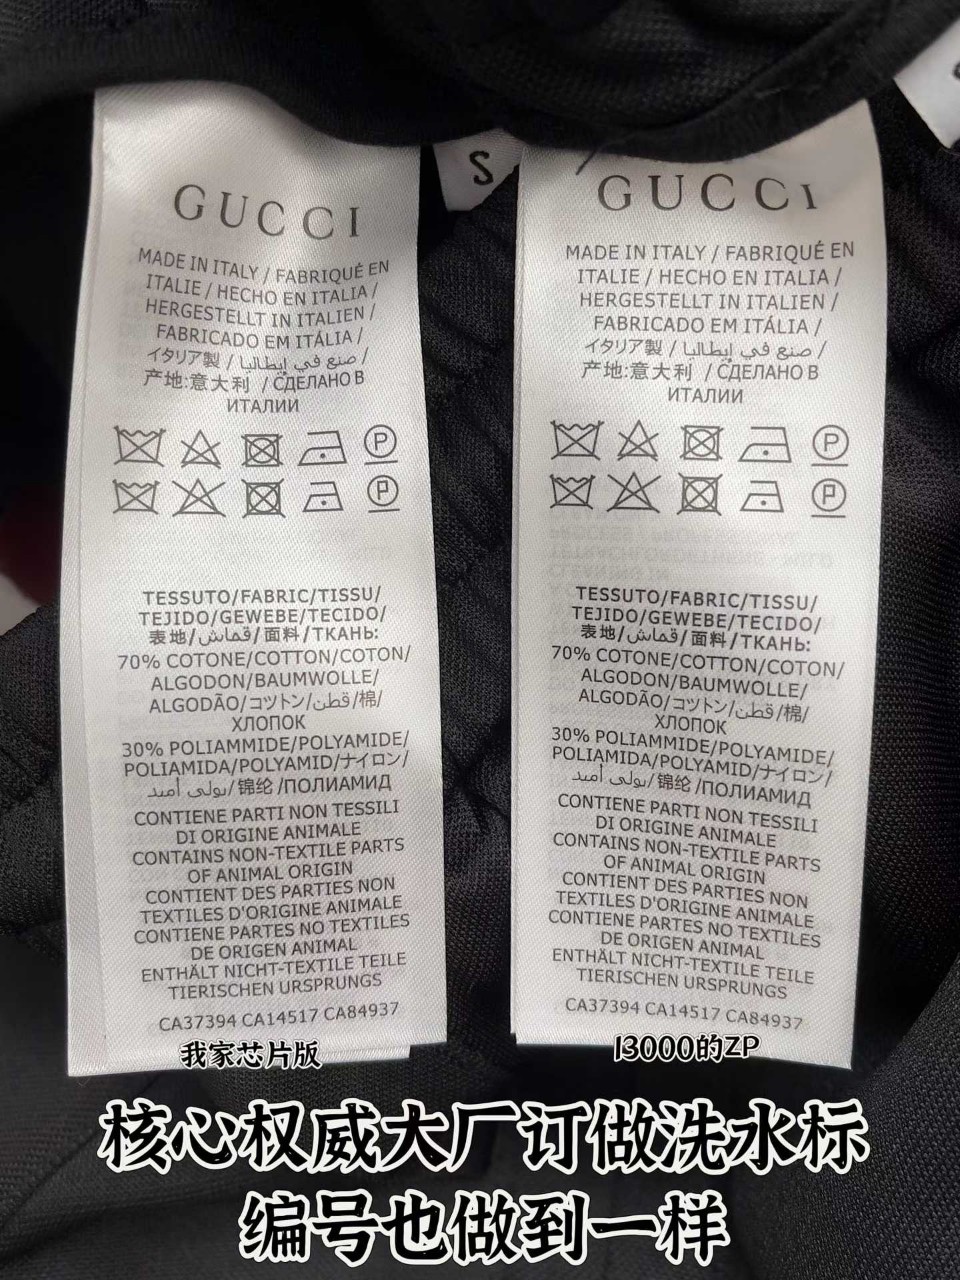 GUCCI
MADE IN ITALY / FABRIQUÉ EN
ITALIE / HECHO EN ITALIA /
HERGESTELLT IN ITALIEN /
FABRICADO EM ITÁLIA /
イタリア製 / صنع في إيطاليا /
产地:意大利 / СДЕЛАНО В
ИТАЛИИ
P
P
TESSUTO/FABRIC/TISSU/
TEJIDO/GEWEBE/TECIDO/
表地/قماش/面料/ТКАНЬ:
70% COTONE/COTTON/COTON/
ALGODON/BAUMWOLLE/
ALGODÃO/コットン/قطن/棉/
ХЛОПОК
30% POLIAMMIDE/POLYAMIDE/
POLIAMIDA/POLYAMID/ナイロン/
بولي أميد/锦纶/ПОЛИАМИД
CONTIENE PARTI NON TESSILI
DI ORIGINE ANIMALE
CONTAINS NON-TEXTILE PARTS
OF ANIMAL ORIGIN
CONTIENT DES PARTIES NON
TEXTILES D'ORIGINE ANIMALE
CONTIENE PARTES NO TEXTILES
DE ORIGEN ANIMAL
ENTHÄLT NICHT-TEXTILE TEILE
TIERISCHEN URSPRUNGS
CA37394 CA14517 CA84937
我家芯片版
S
GUCCI
MADE IN ITALY / FABRIQUÉ EN
ITALIE / HECHO EN ITALIA /
HERGESTELLT IN ITALIEN /
FABRICADO EM ITÁLIA /
イタリア製 / صنع في إيطاليا /
产地:意大利 / СДЕЛАНО В
ИТАЛИИ
P
P
TESSUTO/FABRIC/TISSU/
TEJIDO/GEWEBE/TECIDO/
表地/قماش/面料/ТКАНЬ:
70% COTONE/COTTON/COTON/
ALGODON/BAUMWOLLE/
ALGODÃO/コットン/قطن/棉/
ХЛОПОК
30% POLIAMMIDE/POLYAMIDE/
POLIAMIDA/POLYAMID/ナイロン/
بولي أميد/锦纶/ПОЛИАМИД
CONTIENE PARTI NON TESSILI
DI ORIGINE ANIMALE
CONTAINS NON-TEXTILE PARTS
OF ANIMAL ORIGIN
CONTIENT DES PARTIES NON
TEXTILES D'ORIGINE ANIMALE
CONTIENE PARTES NO TEXTILES
DE ORIGEN ANIMAL
ENTHÄLT NICHT-TEXTILE TEILE
TIERISCHEN URSPRUNGS
CA37394 CA14517 CA84937
13000的ZP
核心权威大厂订做洗水标
编号也做到一样